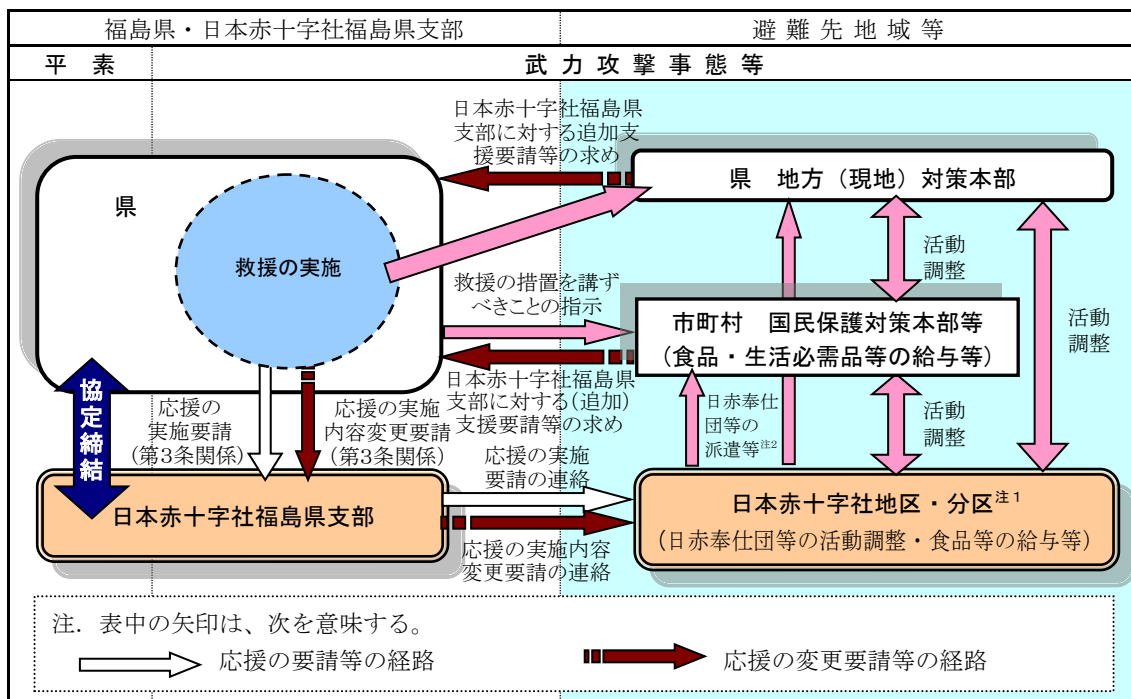 福島県・日本赤十字社福島県支部
避難先地域等
平素
武力攻撃事態等
日本赤十字社福島県
支部に対する追加支
援要請等の求め
県　地方（現地）対策本部
県
救援の実施
活動
調整
救援の措置を講ず
べきことの指示
活動
調整
市町村　国民保護対策本部等
（食品・生活必需品等の給与等）
協定締結
応援の
実施要請
(第3条関係)
応援の実施
内容変更要請
(第3条関係)
日本赤十字社福島県
支部に対する(追加)
支援要請等の求め
日赤奉仕
団等の
派遣等注2
活動
調整
応援の実施
要請の連絡
日本赤十字社福島県支部
日本赤十字社地区・分区注1
（日赤奉仕団等の活動調整・食品等の給与等）
応援の実施内容
変更要請の連絡
注．表中の矢印は、次を意味する。
応援の要請等の経路
応援の変更要請等の経路